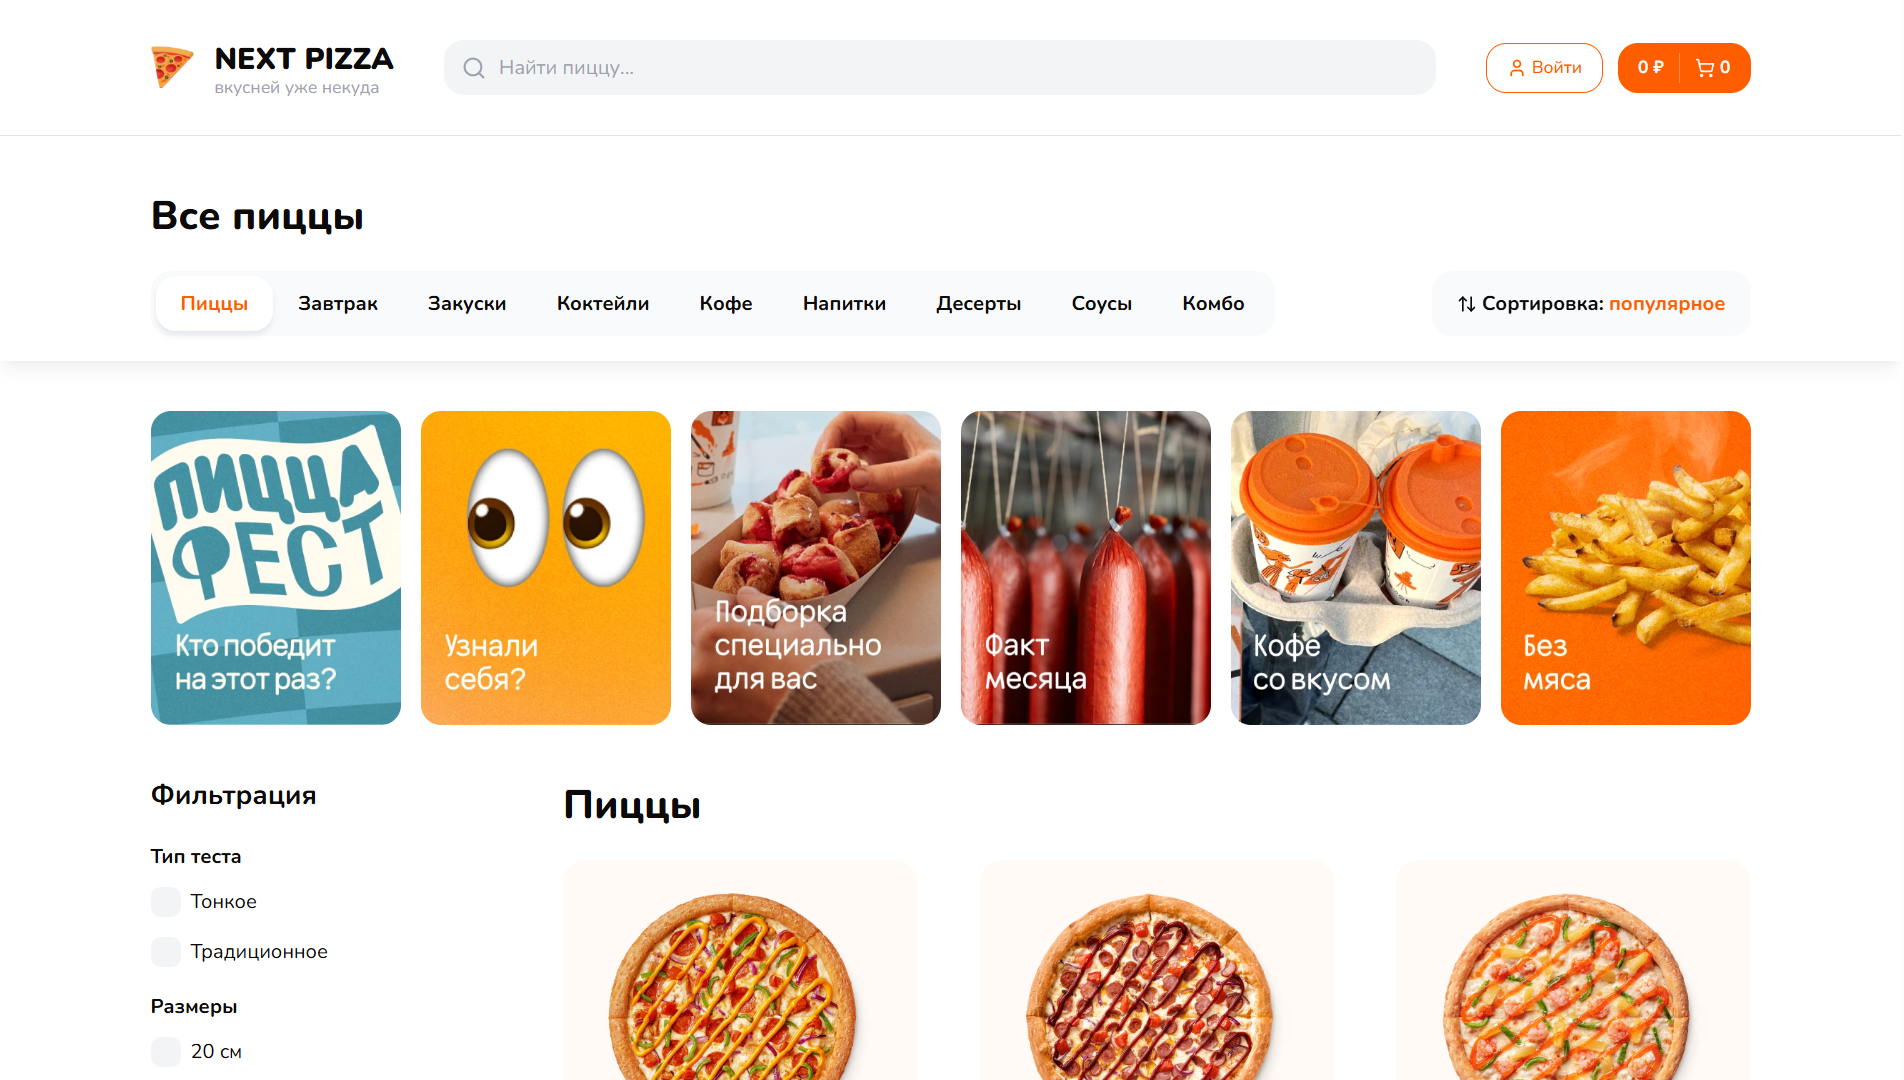 NEXT PIZZA
вкусней уже некуда
Найти пиццу...
Войти
0 ₽
0
Все пиццы
Пиццы
Завтрак
Закуски
Коктейли
Кофе
Напитки
Десерты
Соусы
Комбо
Сортировка: популярное
ПИЦЦА
ФЕСТ
Кто победит
на этот раз?
Узнали
себя?
Подборка
специально
для вас
Факт
месяца
Кофе
со вкусом
Без
мяса
Фильтрация
Тип теста
Тонкое
Традиционное
Размеры
20 см
Пиццы